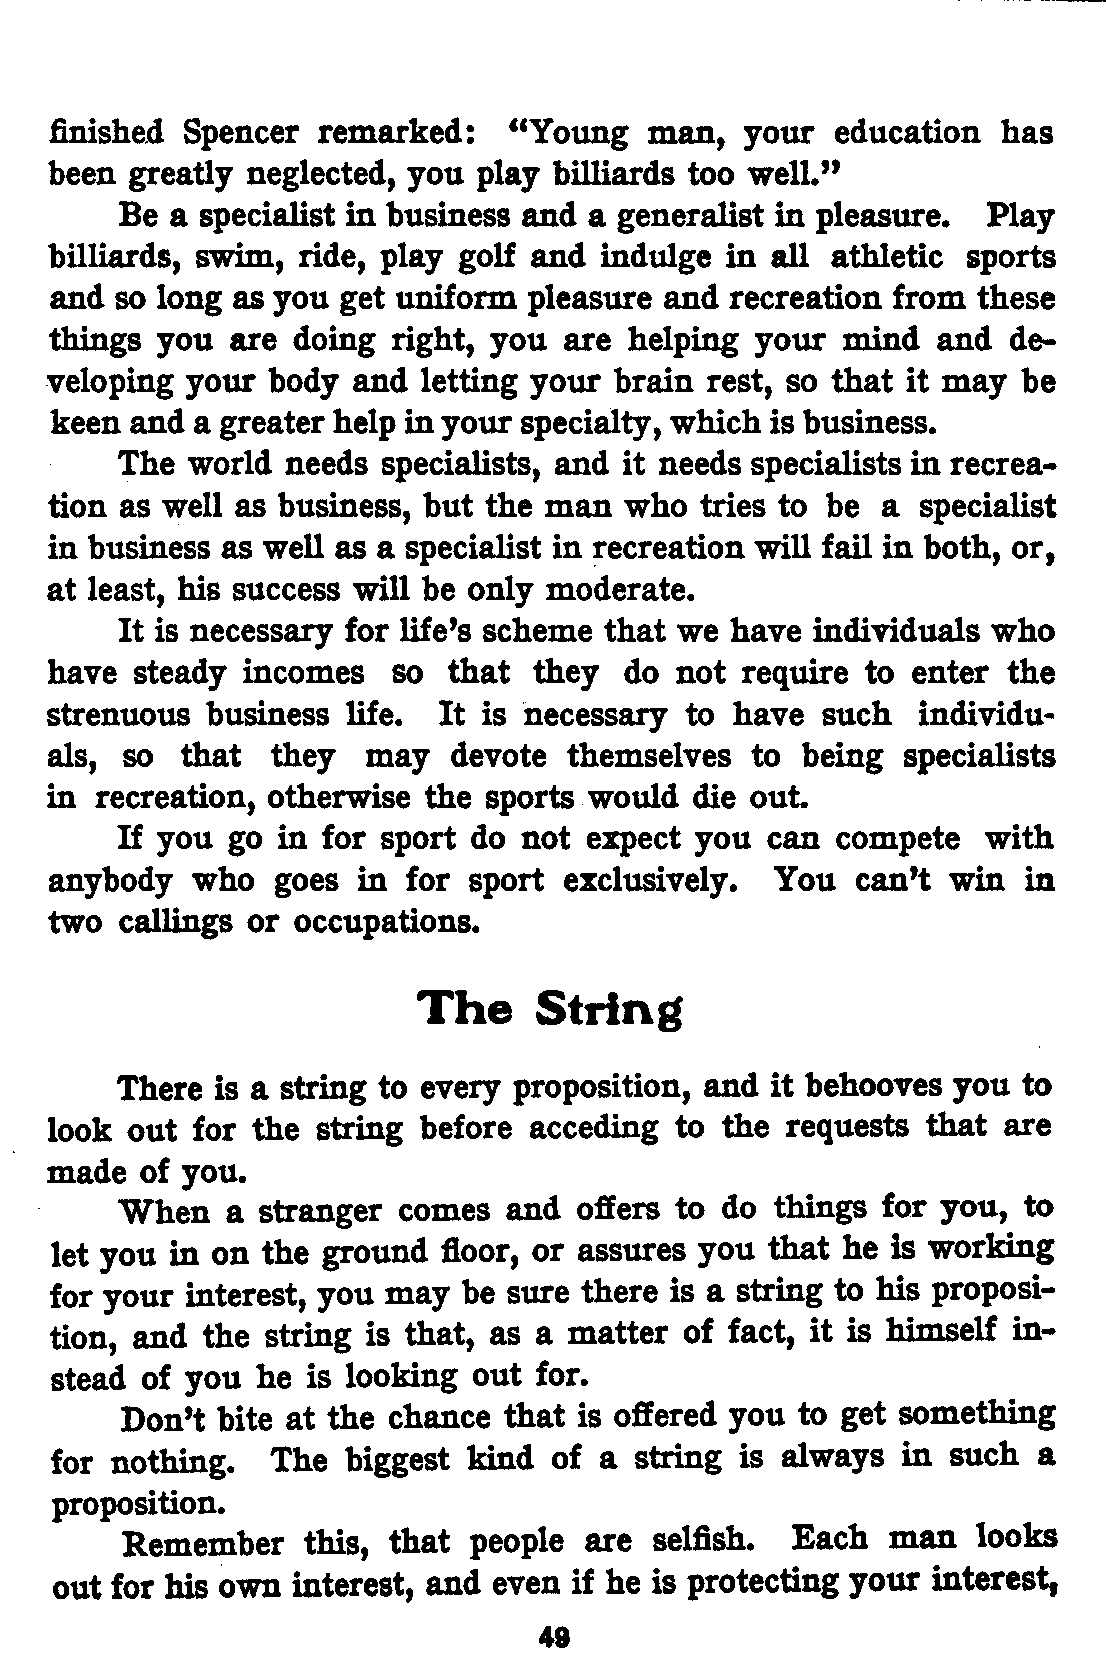 finished Spencer remarked: “Young man, your education has
been greatly neglected, you play billiards too well.”
Be a specialist in business and a generalist in pleasure. Play
billiards, swim, ride, play golf and indulge in all athletic sports
and so long as you get uniform pleasure and recreation from these
things you are doing right, you are helping your mind and de-
veloping your body and letting your brain rest, so that it may be
keen and a greater help in your specialty, which is business.
The world needs specialists, and it needs specialists in recrea-
tion as well as business, but the man who tries to be a specialist
in business as well as a specialist in recreation will fail in both, or,
at least, his success will be only moderate.
It is necessary for life’s scheme that we have individuals who
have steady incomes so that they do not require to enter the
strenuous business life. It is necessary to have such individu-
als, so that they may devote themselves to being specialists
in recreation, otherwise the sports would die out.
If you go in for sport do not expect you can compete with
anybody who goes in for sport exclusively. You can’t win in
two callings or occupations.
The String
There is a string to every proposition, and it behooves you to
look out for the string before acceding to the requests that are
made of you.
When a stranger comes and offers to do things for you, to
let you in on the ground floor, or assures you that he is working
for your interest, you may be sure there is a string to his proposi-
tion, and the string is that, as a matter of fact, it is himself in-
stead of you he is looking out for.
Don’t bite at the chance that is offered you to get something
for nothing. The biggest kind of a string is always in such a
proposition.
Remember this, that people are selfish. Each man looks
out for his own interest, and even if he is protecting your interest,
49